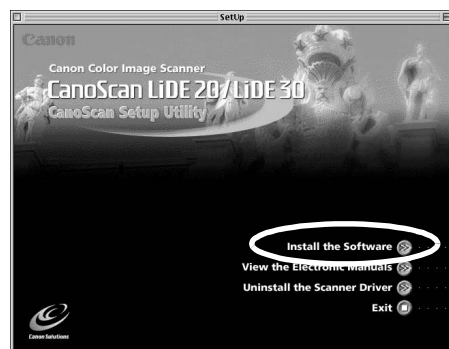 SetUp
Canon
Canon Color Image Scanner
CanoScan LiDE 20/LiDE 30
CanoScan Setup Utility
Install the Software
View the Electronic Manuals
Uninstall the Scanner Driver
Exit
Canon Solutions